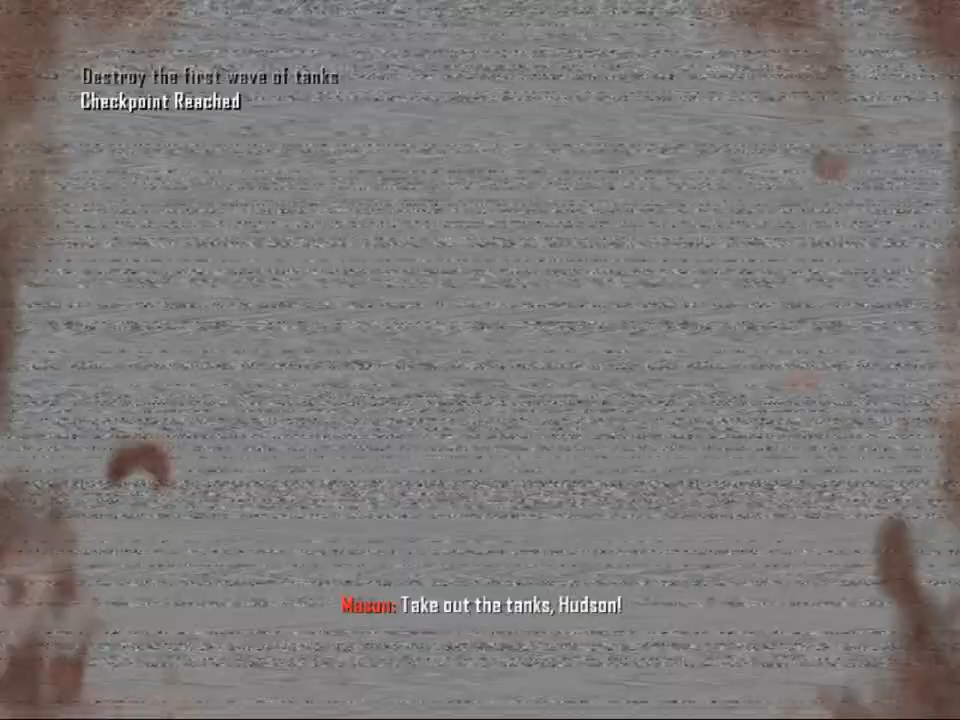 Destroy the first wave of tanks
Checkpoint Reached
Mason: Take out the tanks, Hudson!